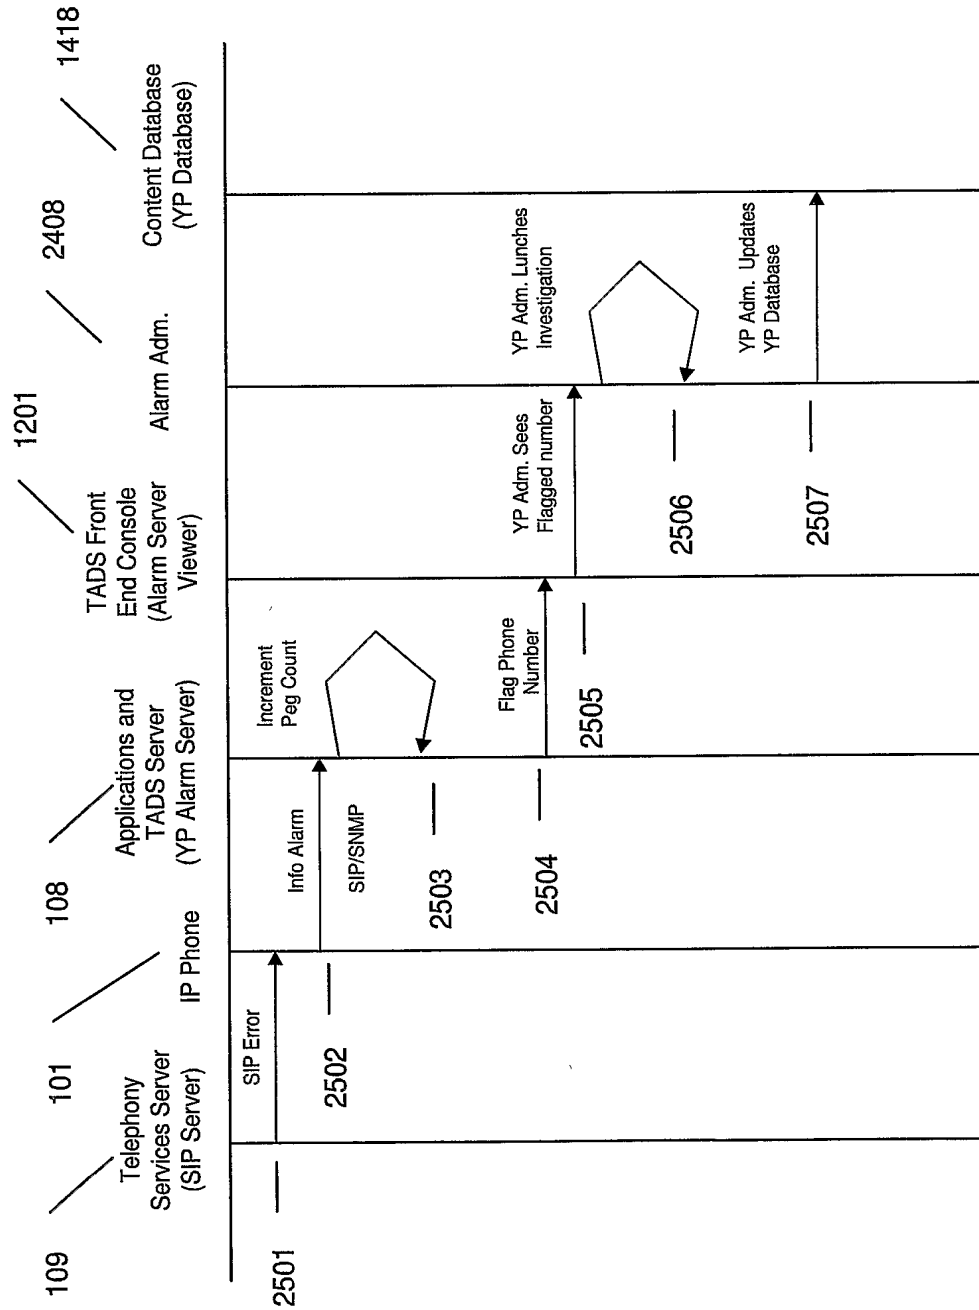 109
101
108
1201
2408
1418
Telephony
Services Server
(SIP Server)
IP Phone
Applications and
TADS Server
(YP Alarm Server)
TADS Front
End Console
(Alarm Server
Viewer)
Alarm Adm.
Content Database
(YP Database)
2501
SIP Error
2502
Info Alarm
SIP/SNMP
Increment
Peg Count
2503
2504
Flag Phone
Number
2505
YP Adm. Sees
Flagged number
YP Adm. Lunches
Investigation
2506
YP Adm. Updates
YP Database
2507